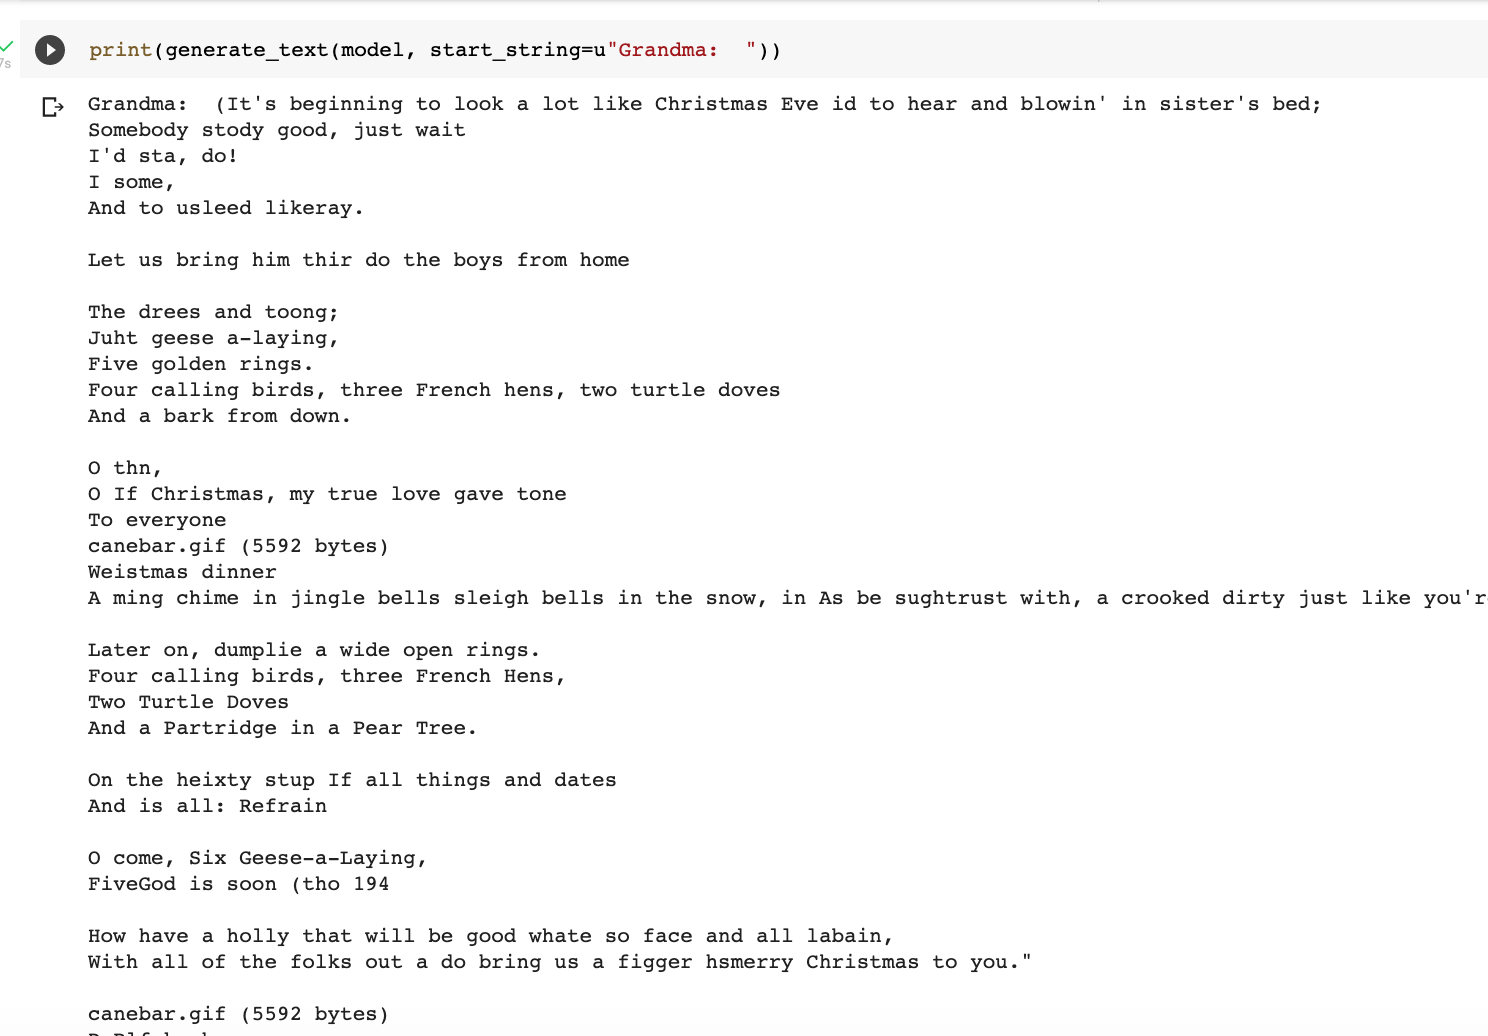 print(generate_text(model, start_string=u"Grandma:  "))
7s
Grandma:  (It's beginning to look a lot like Christmas Eve id to hear and blowin' in sister's bed;
Somebody stody good, just wait
I'd sta, do!
I some,
And to usleed likeray.
Let us bring him thir do the boys from home
The drees and toong;
Juht geese a-laying,
Five golden rings.
Four calling birds, three French hens, two turtle doves
And a bark from down.
O thn,
O If Christmas, my true love gave tone
To everyone
canebar.gif (5592 bytes)
Weistmas dinner
A ming chime in jingle bells sleigh bells in the snow, in As be sughtrust with, a crooked dirty just like
Later on, dumplie a wide open rings.
Four calling birds, three French Hens,
Two Turtle Doves
And a Partridge in a Pear Tree.
On the heixty stup If all things and dates
And is all: Refrain
O come, Six Geese-a-Laying,
FiveGod is soon (tho 194
How have a holly that will be good whate so face and all labain,
With all of the folks out a do bring us a figger hsmerry Christmas to you."
canebar.gif (5592 bytes)